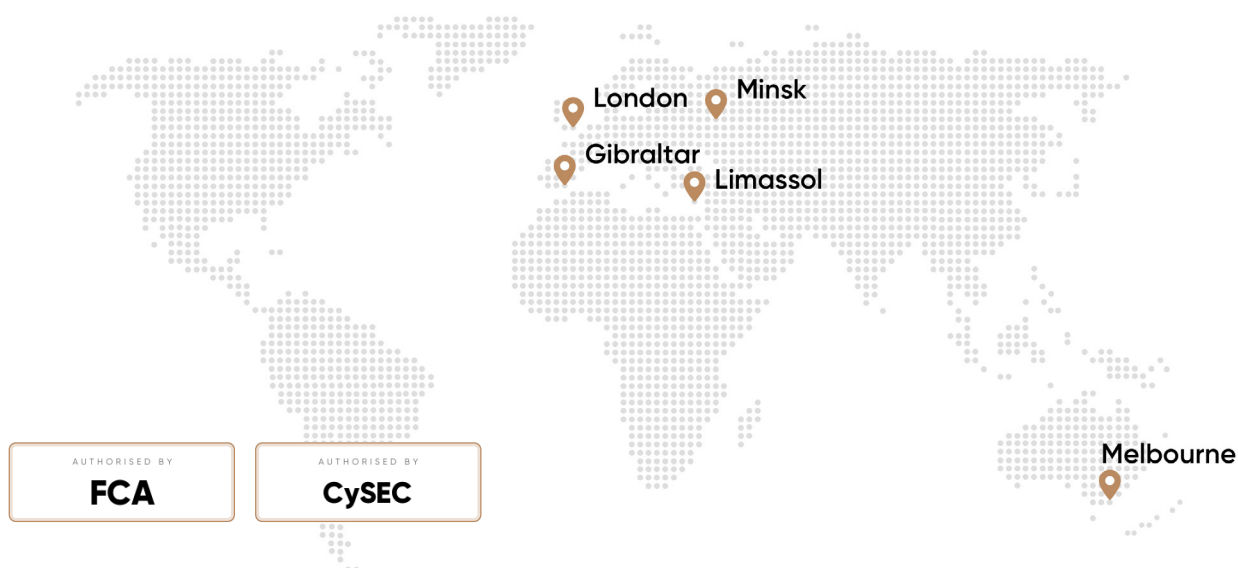 London
Minsk
Gibraltar
Limassol
Melbourne
AUTHORISED BY
FCA
AUTHORISED BY
CySEC